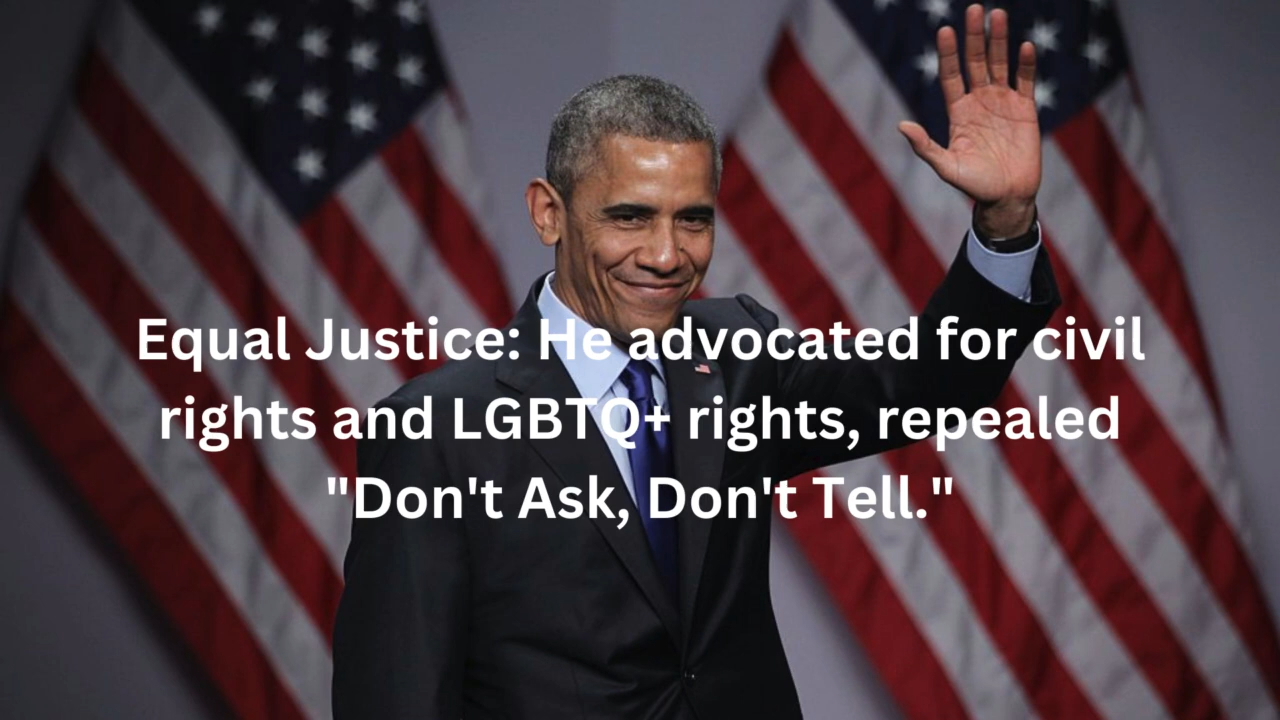 Equal Justice: He advocated for civil
rights and LGBTQ+ rights, repealed
"Don't Ask, Don't Tell."